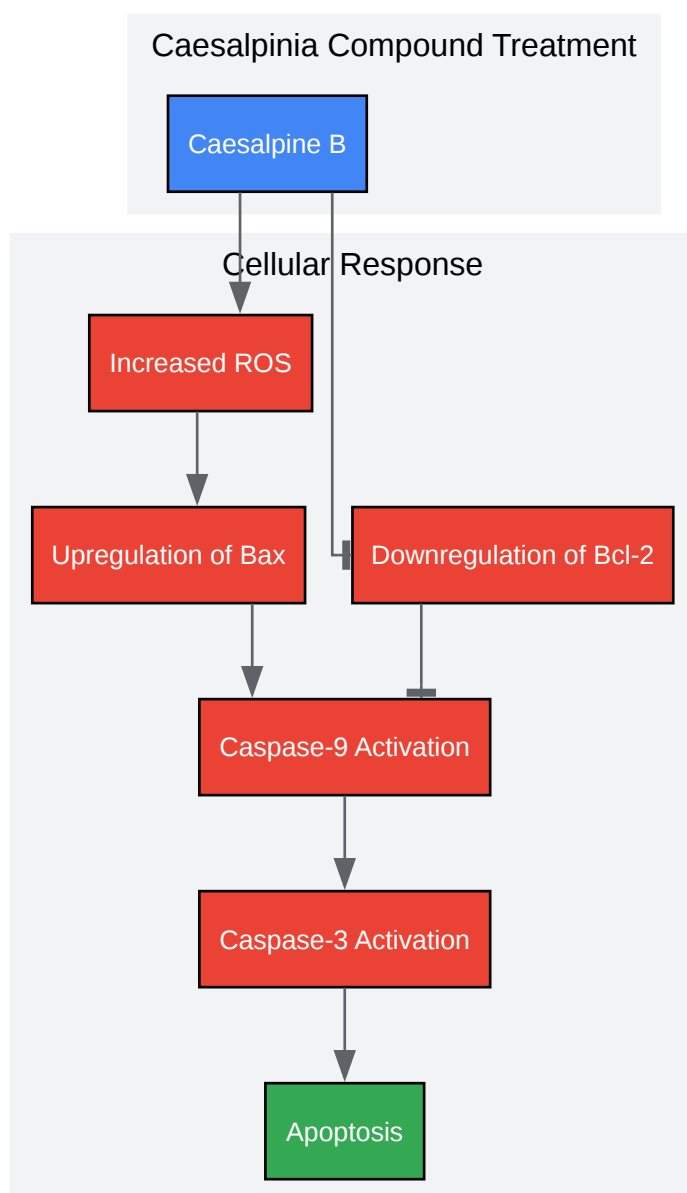 Caesalpinia Compound Treatment
Caesalpine B
Cellular Response
Increased ROS
Upregulation of Bax
Downregulation of Bcl-2
Caspase-9 Activation
Caspase-3 Activation
Apoptosis